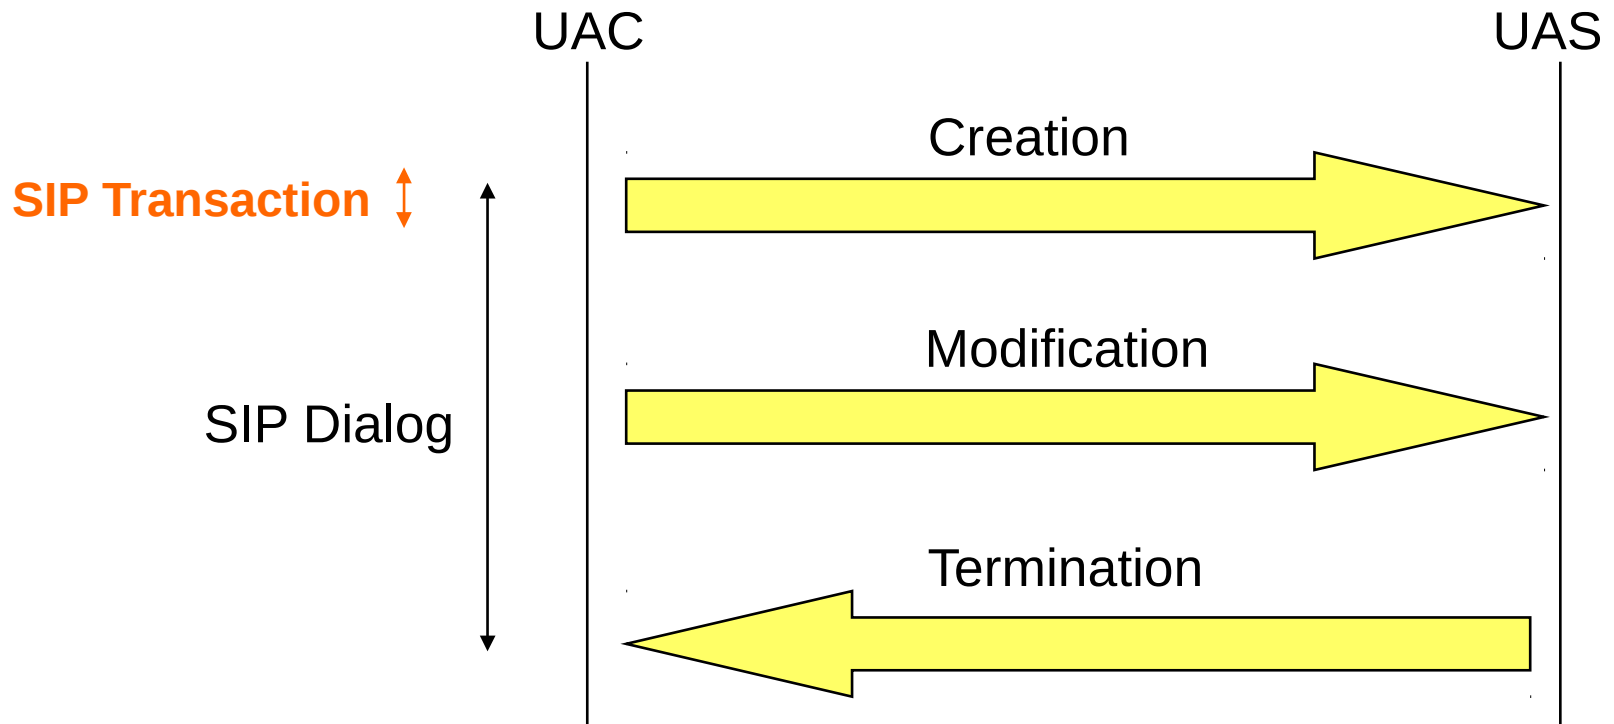 UAC
UAS
Creation
SIP Transaction
Modification
SIP Dialog
Termination